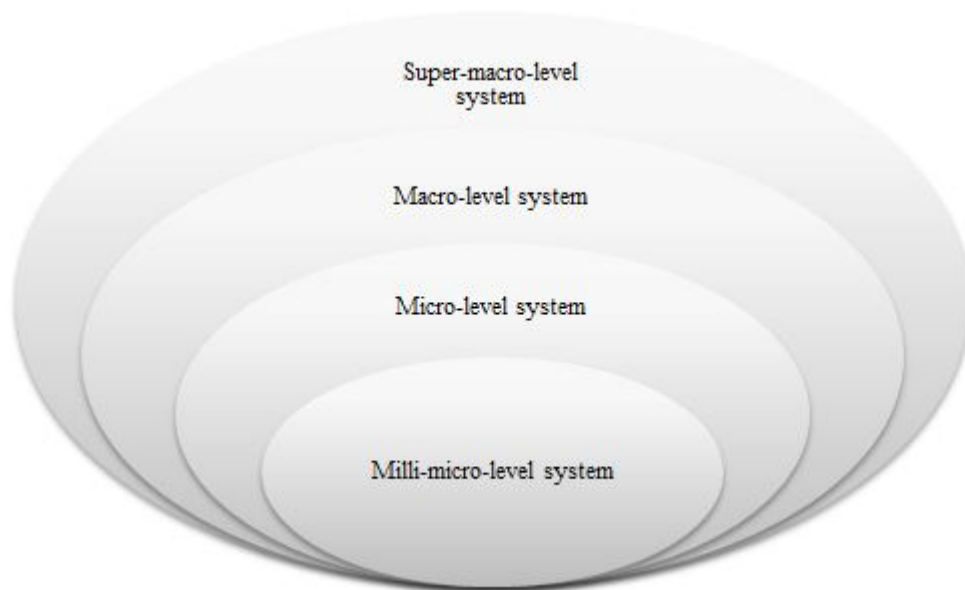 Super-macro-level
system
Macro-level system
Micro-level system
Milli-micro-level system